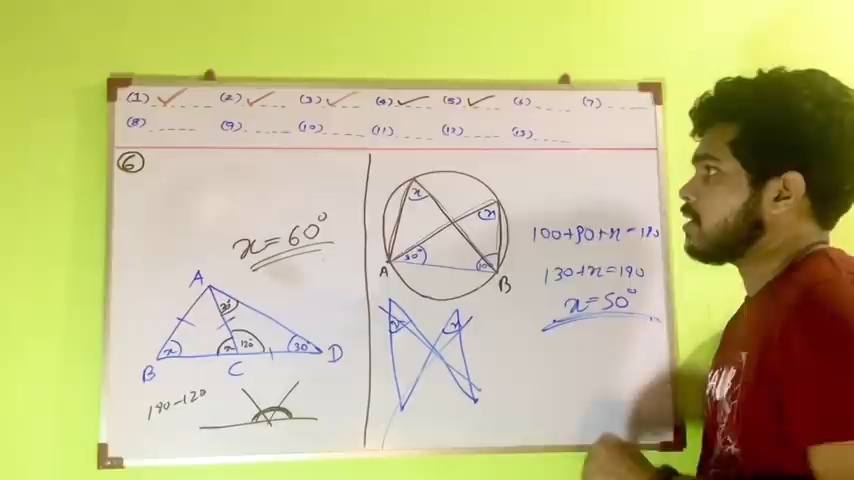 (1) ✓ (2) ✓ (3) ✓ (4) ✓ (5) ✓ (6) (7)
(8) (9) (10) (11) (12) (13)
6
x=60°
A
30°
x
x
120°
30°
B
C
D
180-120
x
x
30°
100
A
B
x
x
100+30+x=180
130+x=180
x=50°